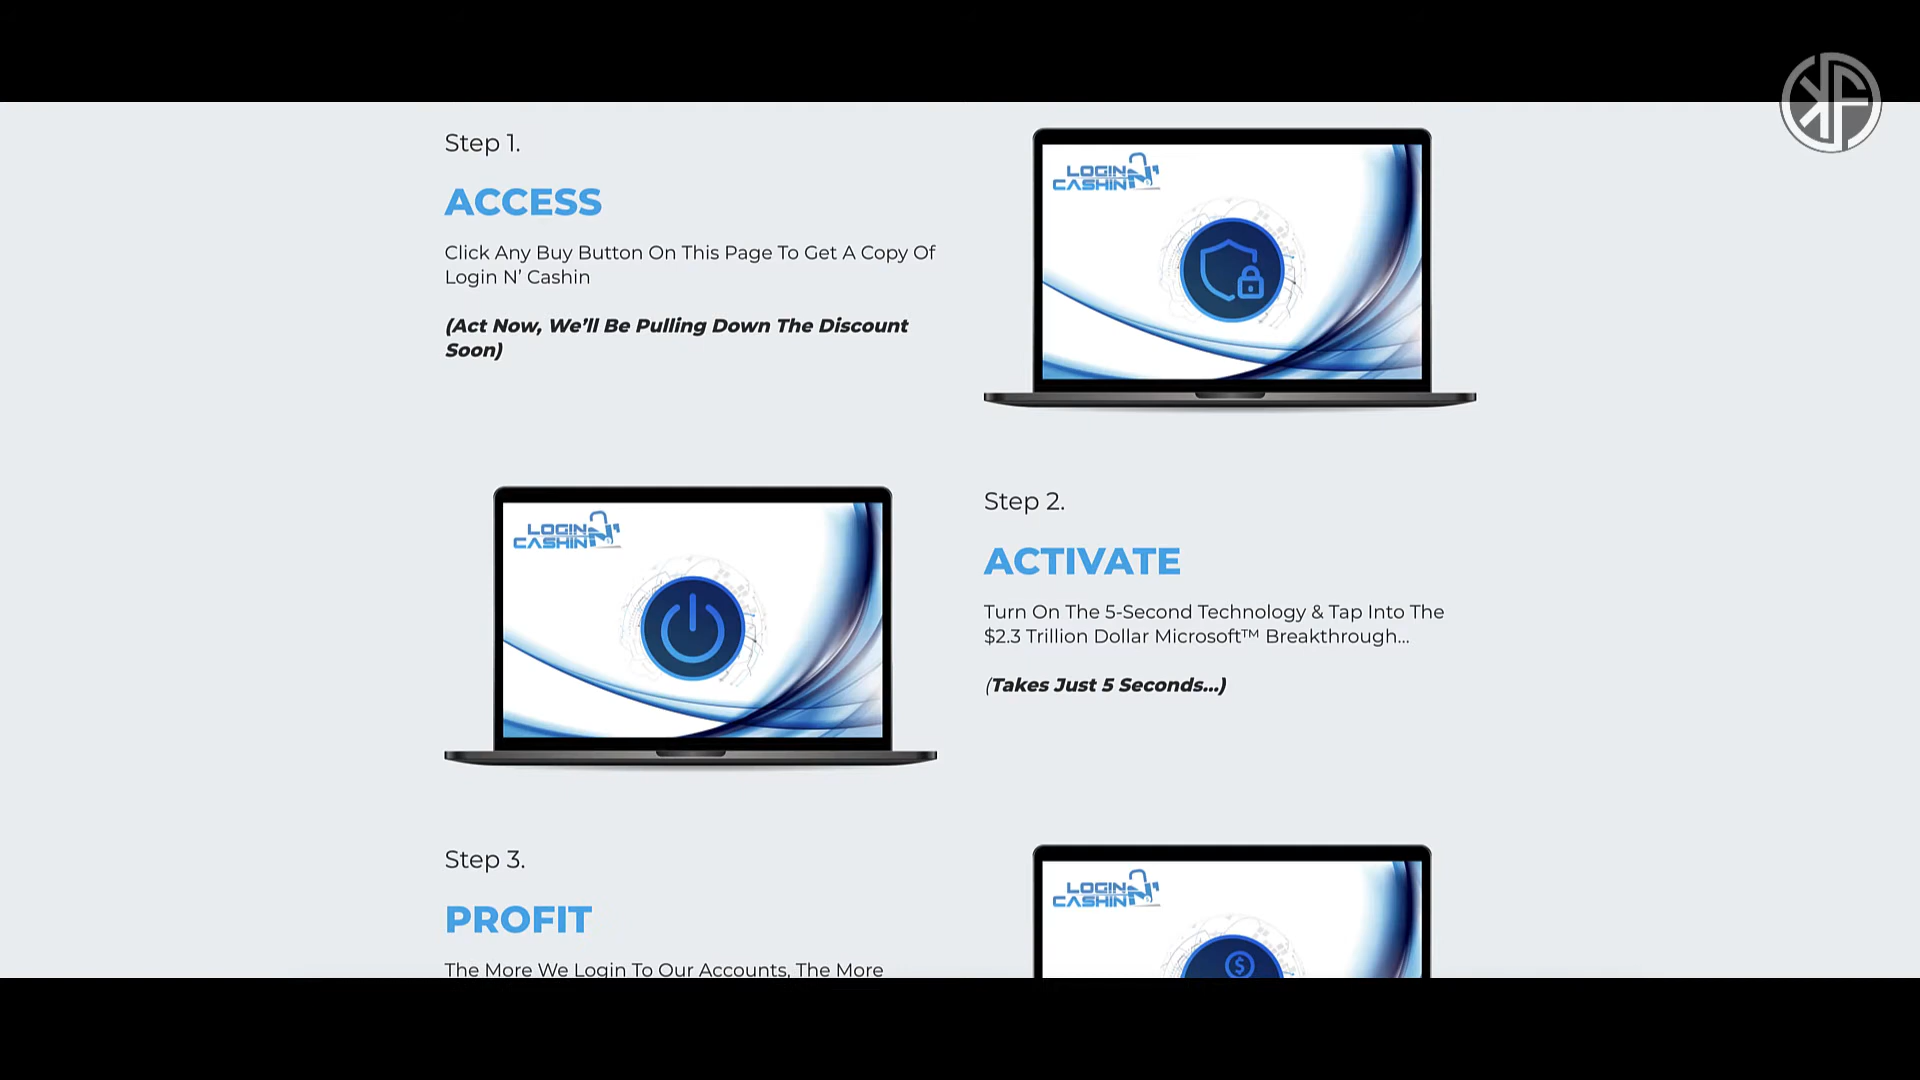 Step 1.
ACCESS
Click Any Buy Button On This Page To Get A Copy Of
Login N’ Cashin
(Act Now, We’ll Be Pulling Down The Discount
Soon)
LOGIN N'
CASHIN
LOGIN N'
CASHIN
Step 2.
ACTIVATE
Turn On The 5-Second Technology & Tap Into The
$2.3 Trillion Dollar Microsoft™ Breakthrough...
(Takes Just 5 Seconds...)
Step 3.
PROFIT
The More We Login To Our Accounts, The More
LOGIN N'
CASHIN
$
KF